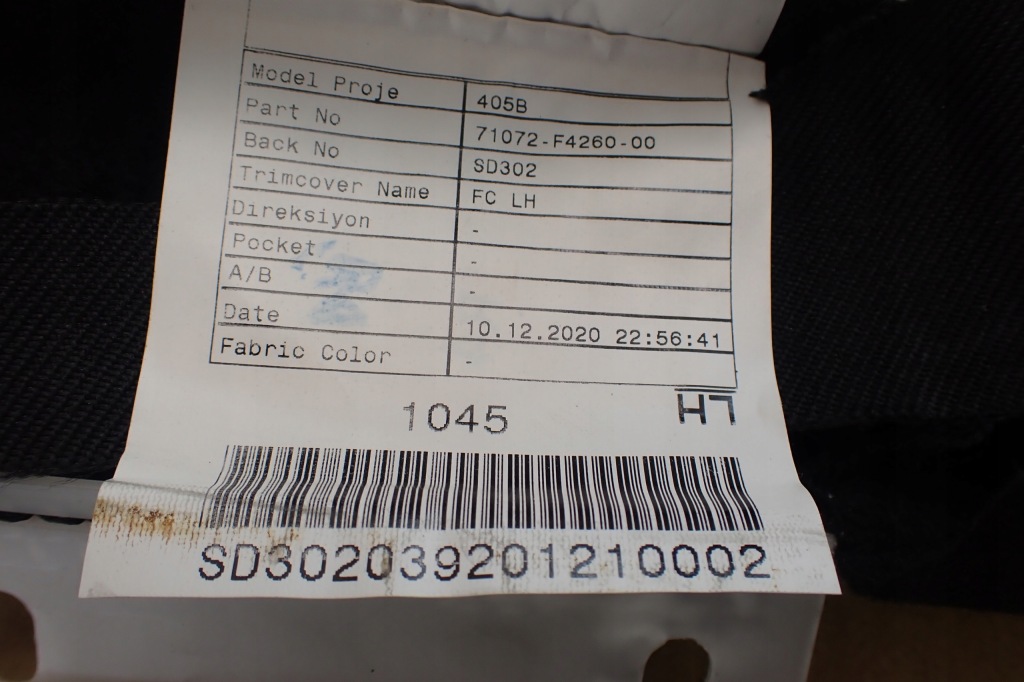 Model Proje 405B
Part No 71072-F4260-00
Back No SD302
Trimcover Name FC LH
Direksiyon -
Pocket -
A/B -
Date 10.12.2020 22:56:41
Fabric Color -
1045 LH
SD302039201210002